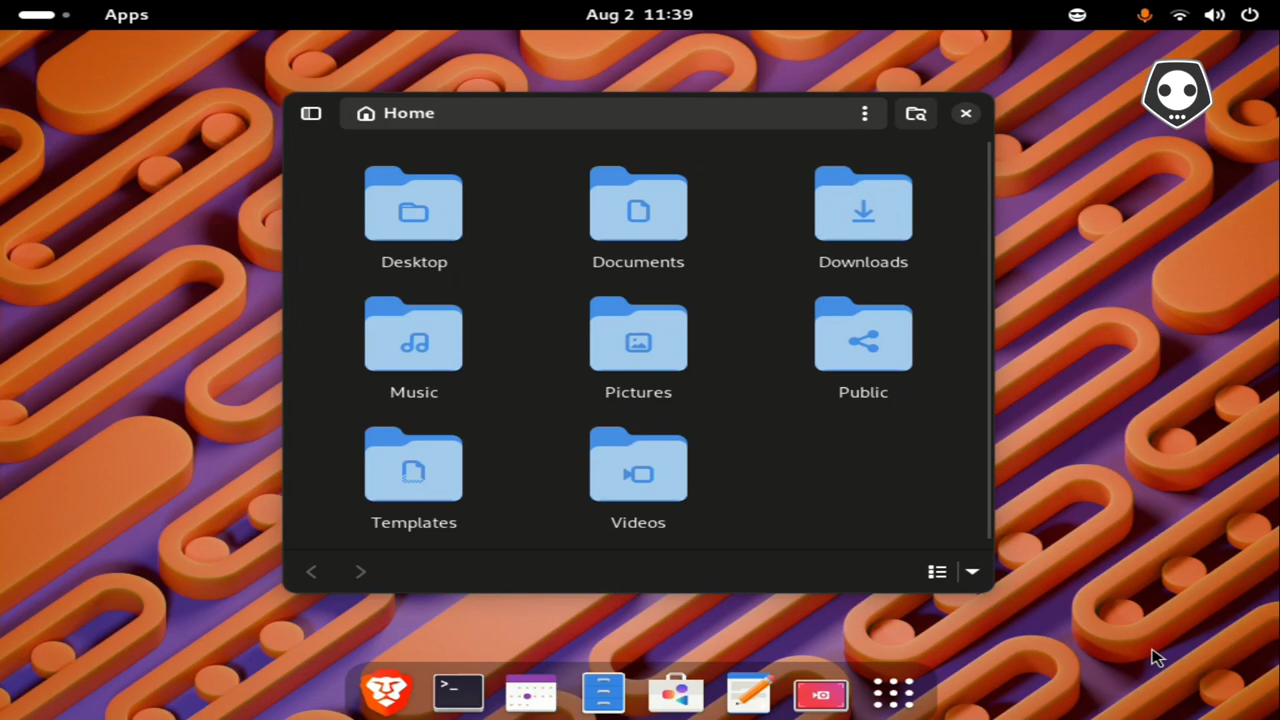 Apps
Aug 2 11:39
Home
Desktop
Documents
Downloads
Music
Pictures
Public
Templates
Videos
>_